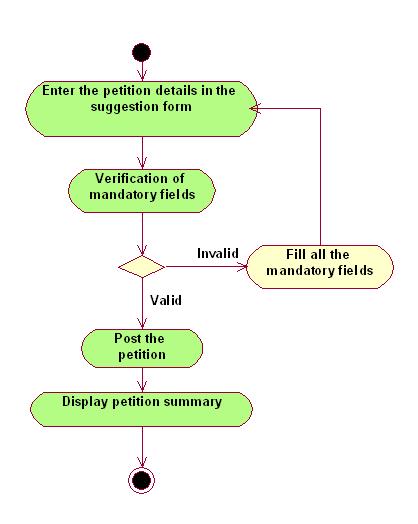 Enter the petition details in the
suggestion form
Verification of
mandatory fields
Invalid
Fill all the
mandatory fields
Valid
Post the
petition
Display petition summary